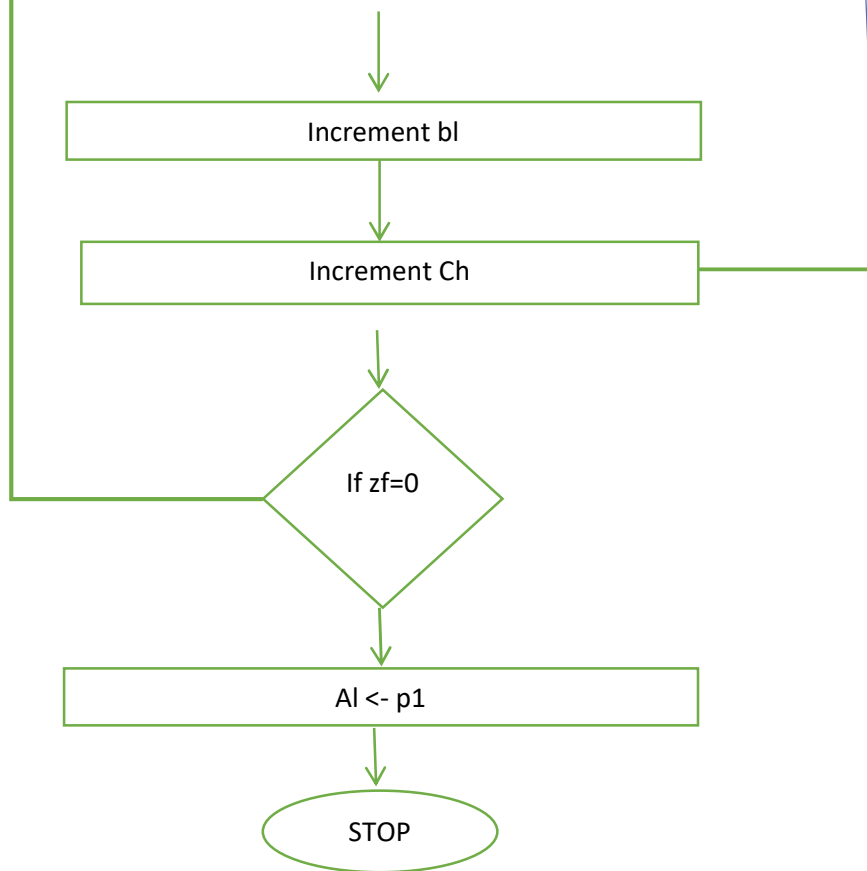 Increment bl
Increment Ch
If zf=0
Al <- p1
STOP